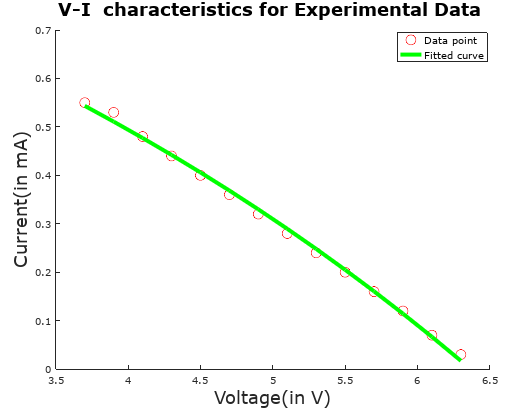 V-I characteristics for Experimental Data
Data point
Fitted curve
0.7
0.6
0.5
0.4
0.3
0.2
0.1
0
Current(in mA)
3.5 4 4.5 5 5.5 6 6.5
Voltage(in V)